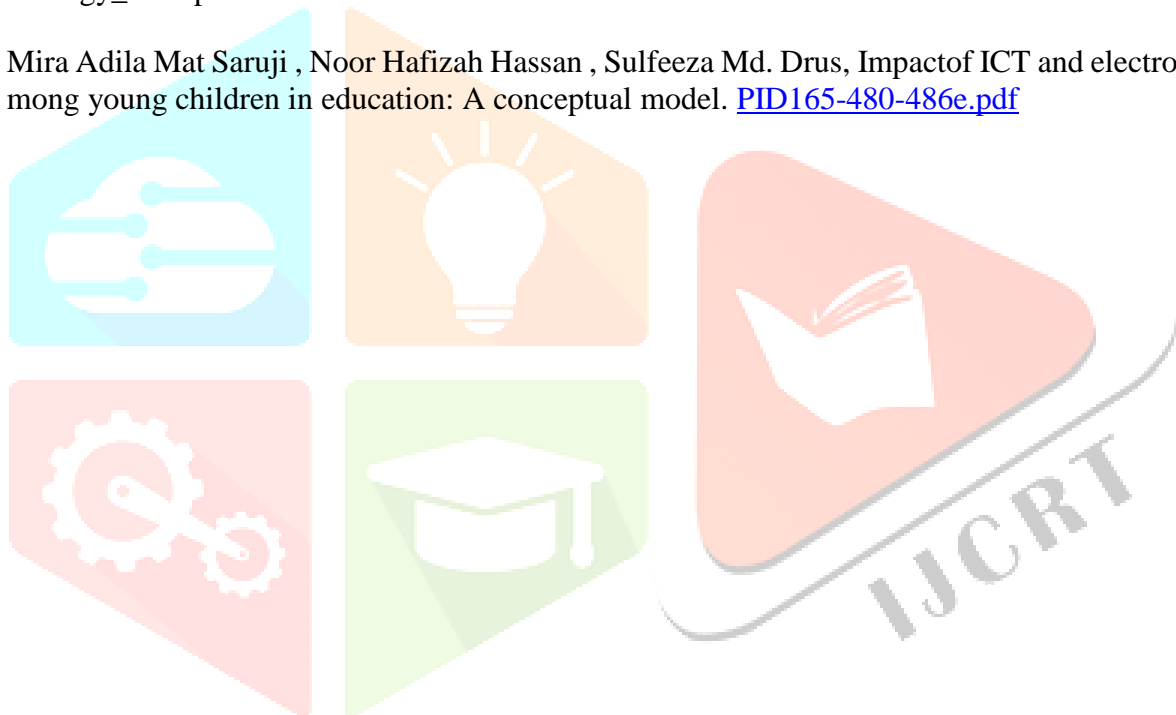 Mira Adila Mat Saruji , Noor Hafizah Hassan , Sulfeeza Md. Drus, Impactof ICT and electro
mong young children in education: A conceptual model. PID165-480-486e.pdf
IJCRT